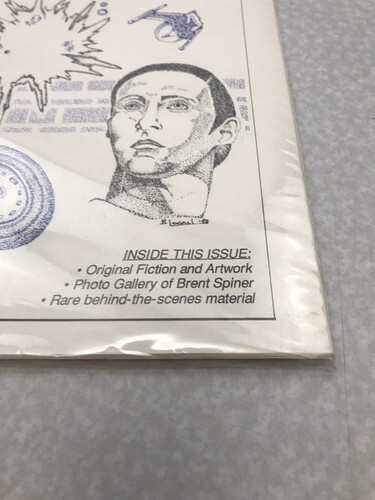 INSIDE THIS ISSUE:
• Original Fiction and Artwork
• Photo Gallery of Brent Spiner
• Rare behind-the-scenes material